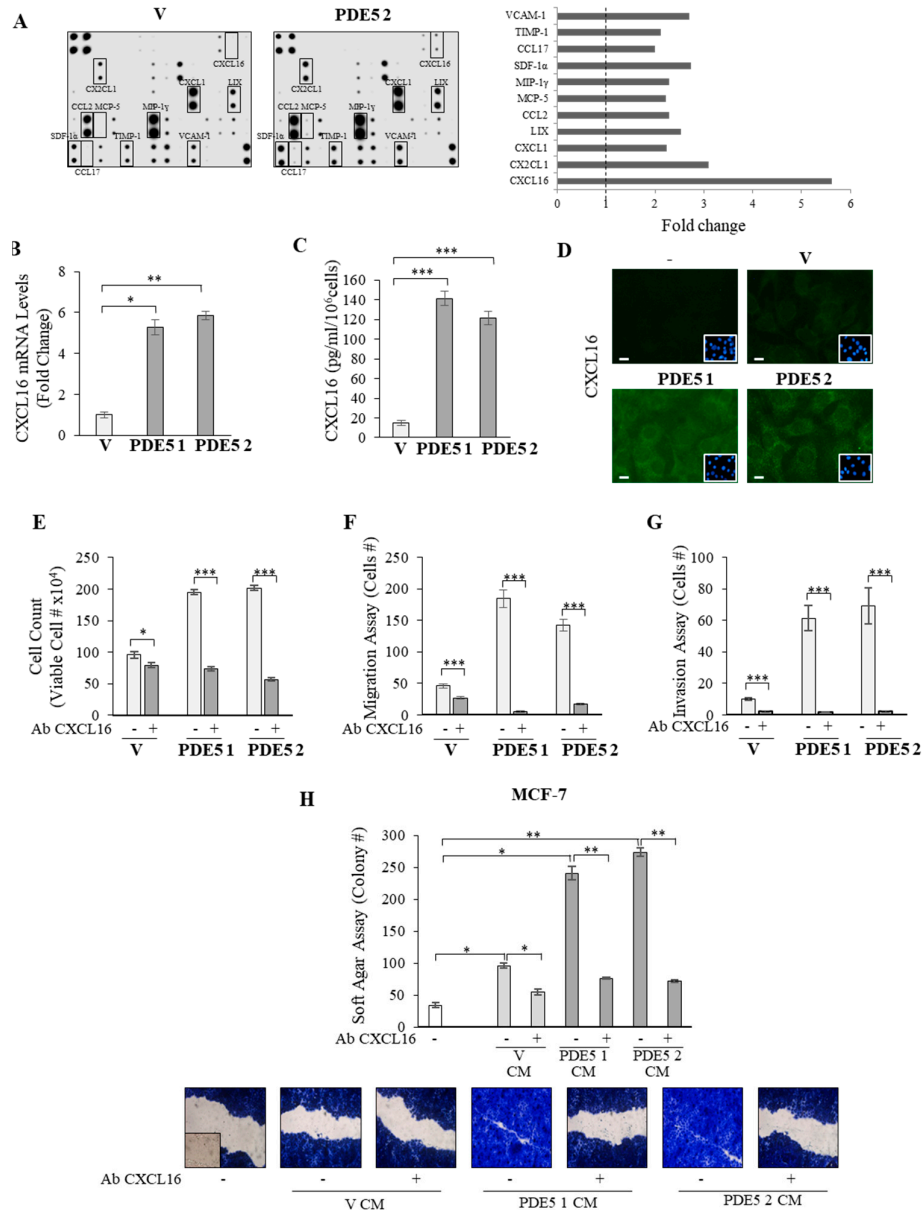 A
V
PDE5 2
CXCL16
CX2CL1
CXCL1
LIX
CCL2 MCP-5
MIP-1γ
SDF-1α
TIMP-1
VCAM-1
CCL17
CXCL16
CX2CL1
CXCL1
LIX
CCL2 MCP-5
MIP-1γ
SDF-1α
TIMP-1
VCAM-1
CCL17
VCAM-1
TIMP-1
CCL17
SDF-1α
MIP-1γ
MCP-5
CCL2
LIX
CXCL1
CX2CL1
CXCL16
0 1 2 3 4 5 6
Fold change
B
CXCL16 mRNA Levels
(Fold Change)
8
6
4
2
0
*
**
V PDE5 1 PDE5 2
C
CXCL16 (pg/ml/10⁶cells)
160
140
120
100
80
60
40
20
0
***
***
V PDE5 1 PDE5 2
D
CXCL16
- V
PDE5 1 PDE5 2
E
Cell Count
(Viable Cell # x10⁴)
250
200
150
100
50
0
* *** ***
Ab CXCL16 - + - + - +
V PDE5 1 PDE5 2
F
Migration Assay (Cells #)
250
200
150
100
50
0
*** *** ***
Ab CXCL16 - + - + - +
V PDE5 1 PDE5 2
G
Invasion Assay (Cells #)
100
80
60
40
20
0
*** *** ***
Ab CXCL16 - + - + - +
V PDE5 1 PDE5 2
H
MCF-7
Soft Agar Assay (Colony #)
300
250
200
150
100
50
0
**
* ** **
* *
Ab CXCL16 - - + - + - +
V CM
PDE5 1 CM
PDE5 2 CM
Ab CXCL16 - - + - + - +
V CM PDE5 1 CM PDE5 2 CM